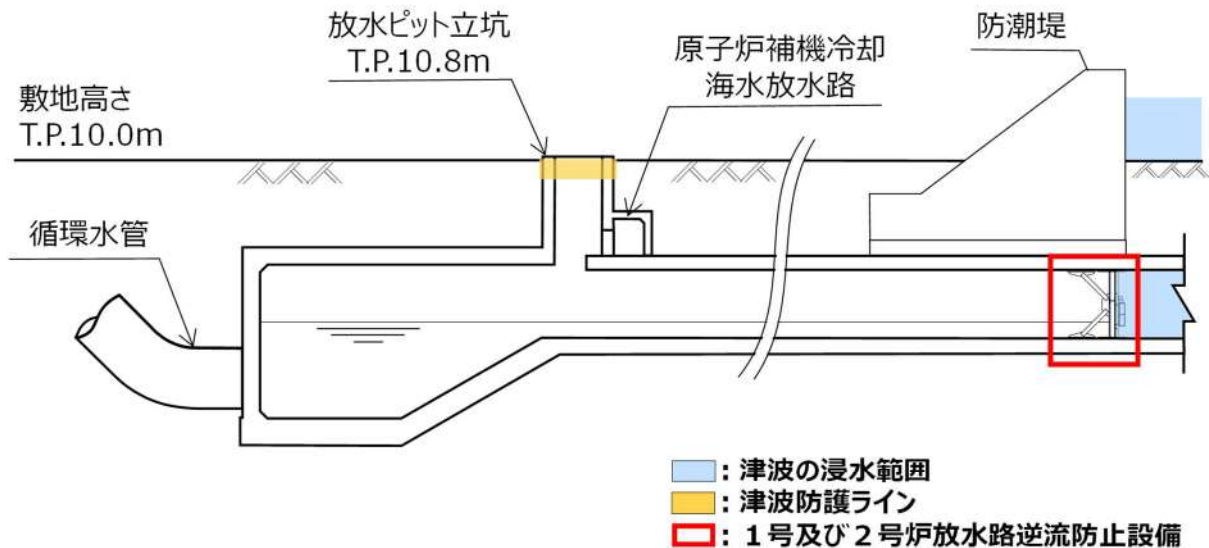 放水ピット立坑
T.P.10.8m
原子炉補機冷却
海水放水路
防潮堤
敷地高さ
T.P.10.0m
循環水管
：津波の浸水範囲
：津波防護ライン
：１号及び２号炉放水路逆流防止設備